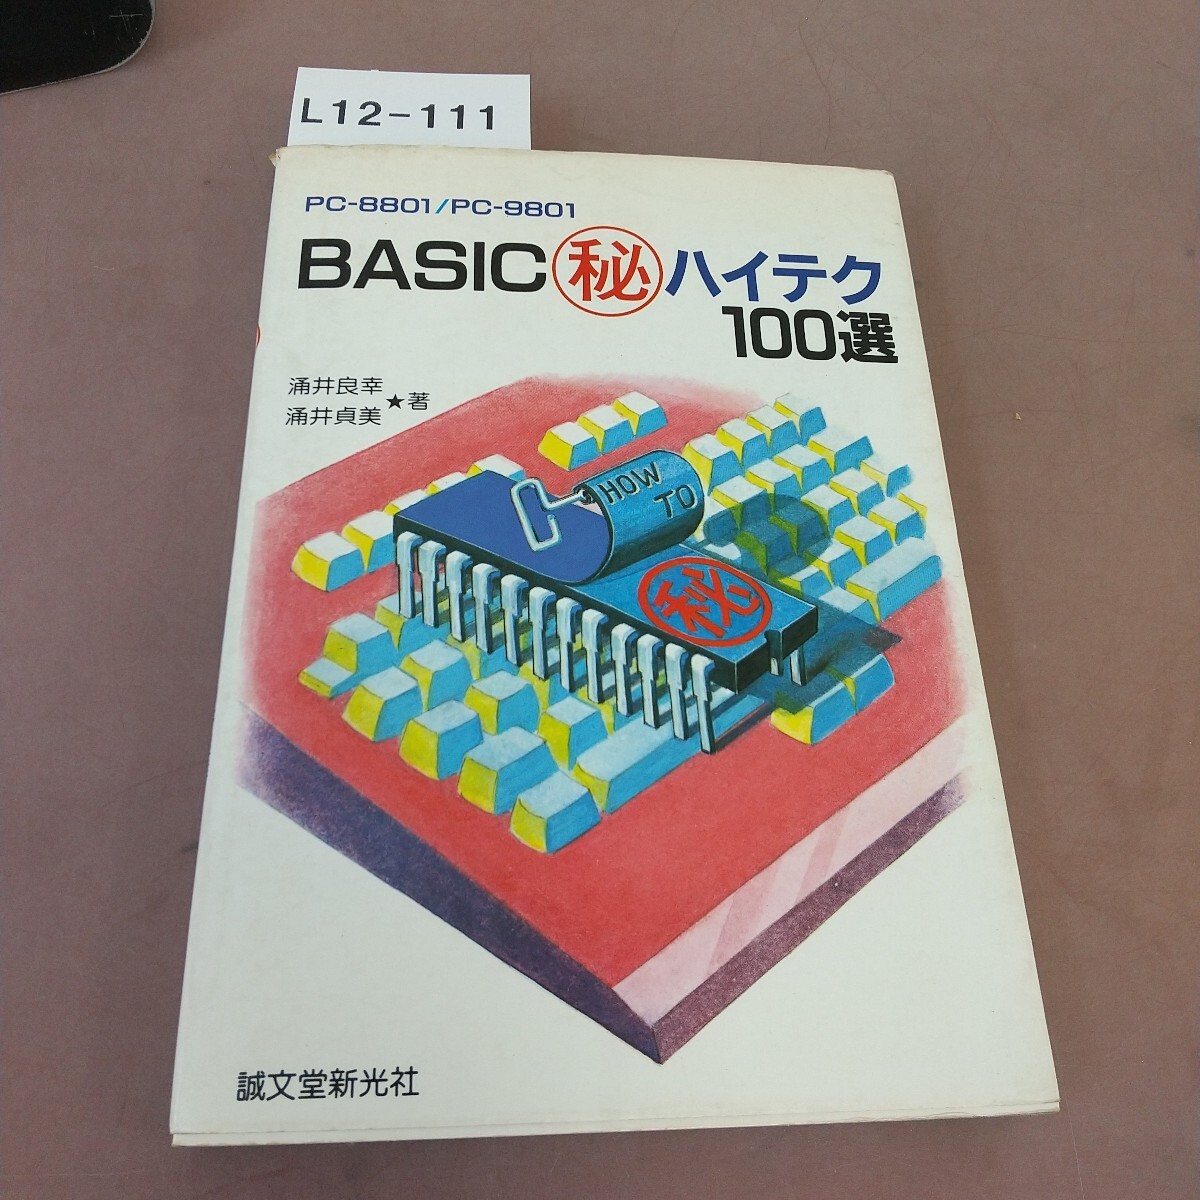 L12-111
PC-8801/PC-9801
BASIC㊙ハイテク
100選
涌井良幸
涌井貞美
★著
HOW
TO
秘
誠文堂新光社